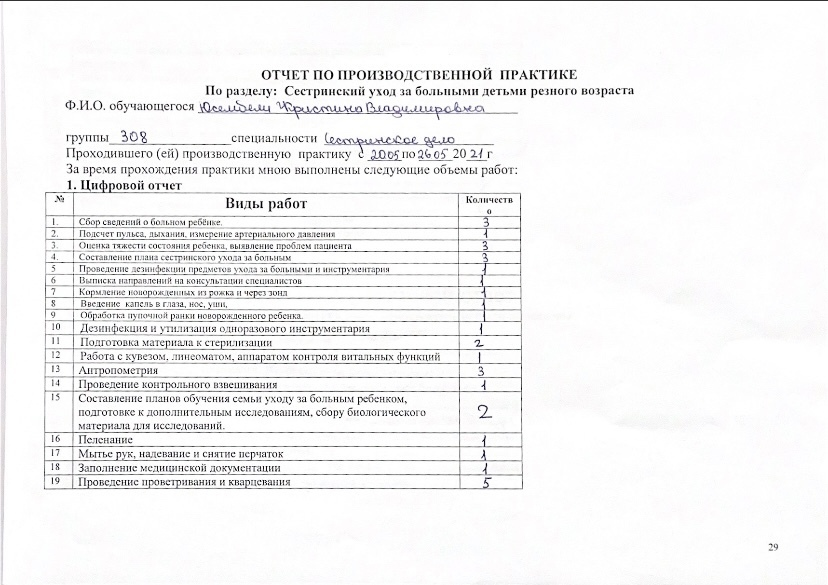 ОТЧЕТ ПО ПРОИЗВОДСТВЕННОЙ ПРАКТИКЕ
По разделу: Сестринский уход за больными детьми резного возраста
Ф.И.О. обучающегося Кристина Владимировна
группы 308 специальности Сестринское дело
Проходившего (ей) производственную практику с 2005 по 2605 20 21 г
За время прохождения практики мною выполнены следующие объемы работ:
1. Цифровой отчет
№ Виды работ Количество
1. Сбор сведений о больном ребёнке. 3
2. Подсчет пульса, дыхания, измерение артериального давления 1
3. Оценка тяжести состояния ребенка, выявление проблем пациента 3
4. Составление плана сестринского ухода за больным 3
5 Проведение дезинфекции предметов ухода за больными и инструментария 1
6 Выписка направлений на консультации специалистов 1
7 Кормление новорожденных из рожка и через зонд 1
8 Введение капель в глаза, нос, уши, 1
9 Обработка пупочной ранки новорожденного ребенка. 1
10 Дезинфекция и утилизация одноразового инструментария 1
11 Подготовка материала к стерилизации 2
12 Работа с кувезом, линеоматом, аппаратом контроля витальных функций 1
13 Антропометрия 3
14 Проведение контрольного взвешивания 1
15 Составление планов обучения семьи уходу за больным ребенком,
подготовке к дополнительным исследованиям, сбору биологического
материала для исследований. 2
16 Пеленание 1
17 Мытье рук, надевание и снятие перчаток 1
18 Заполнение медицинской документации 1
19 Проведение проветривания и кварцевания 5
29